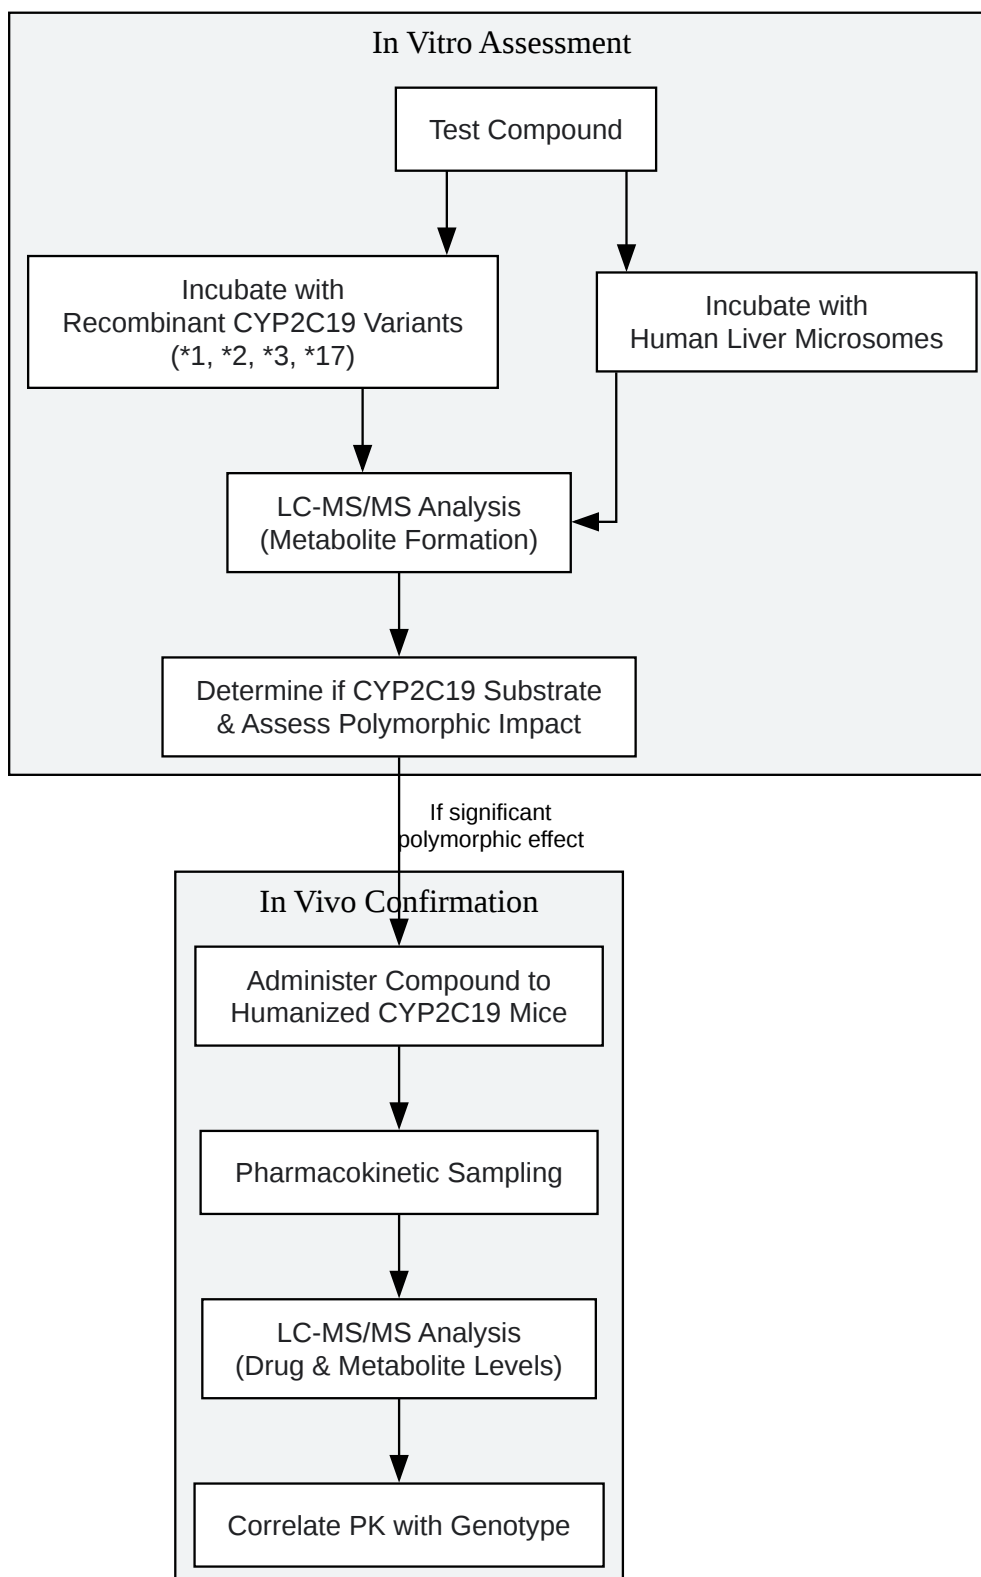 In Vitro Assessment
Test Compound
Incubate with
Recombinant CYP2C19 Variants
(*1, *2, *3, *17)
Incubate with
Human Liver Microsomes
LC-MS/MS Analysis
(Metabolite Formation)
Determine if CYP2C19 Substrate
& Assess Polymorphic Impact
If significant
polymorphic effect
In Vivo Confirmation
Administer Compound to
Humanized CYP2C19 Mice
Pharmacokinetic Sampling
LC-MS/MS Analysis
(Drug & Metabolite Levels)
Correlate PK with Genotype